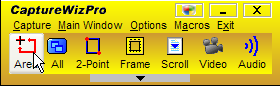 CaptureWizPro
Capture Main Window Options Macros Exit
Area All 2-Point Frame Scroll Video Audio